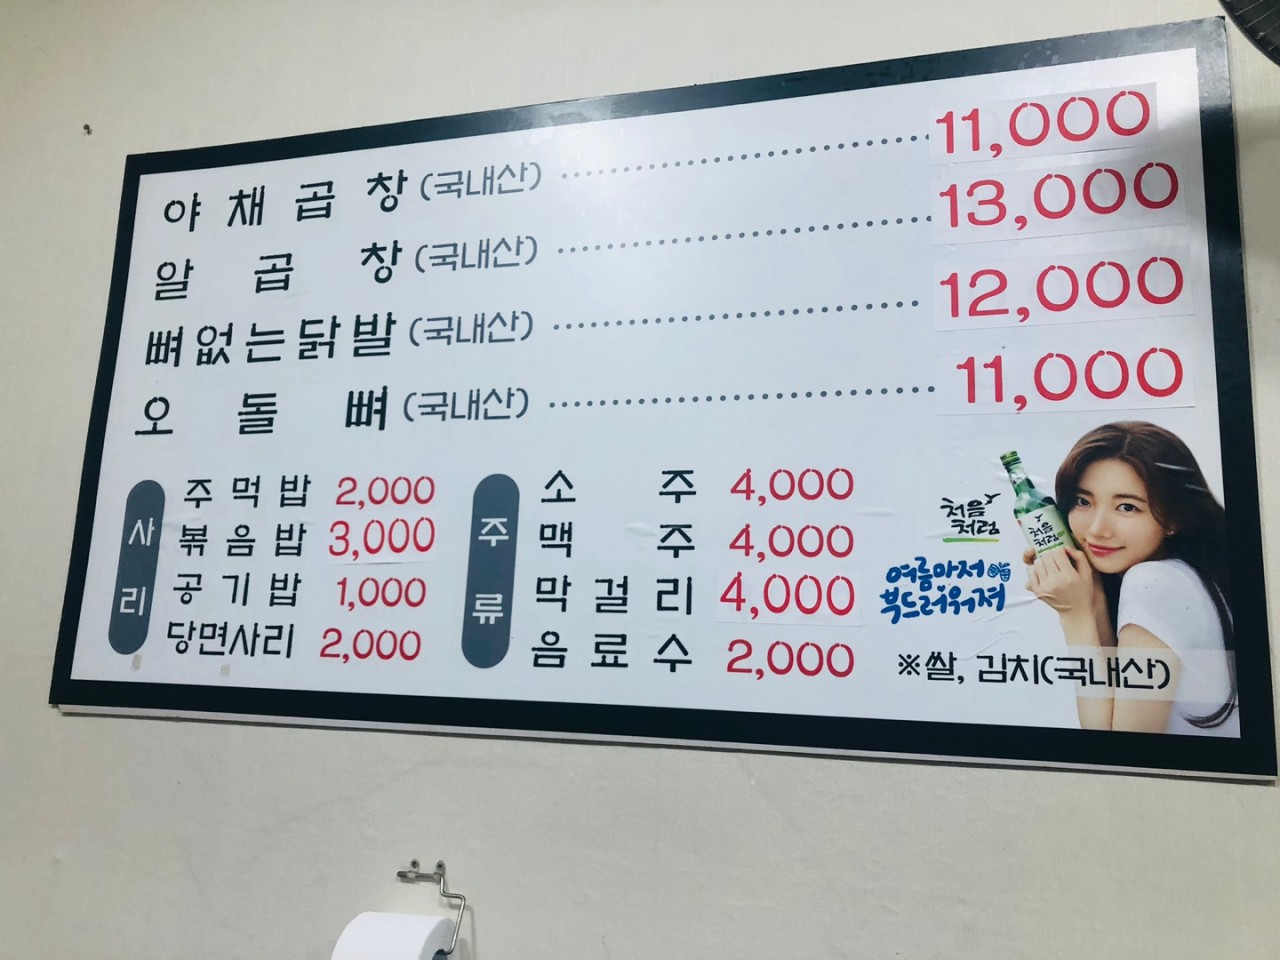 야채곱창(국내산) 11,000
알곱창(국내산) 13,000
뼈없는닭발(국내산) 12,000
오돌뼈(국내산) 11,000
사리
주먹밥 2,000
볶음밥 3,000
공기밥 1,000
당면사리 2,000
주류
소주 4,000
맥주 4,000
막걸리 4,000
음료수 2,000
처음
처럼
처음
처럼
여름마저
부드러워져
※쌀, 김치(국내산)